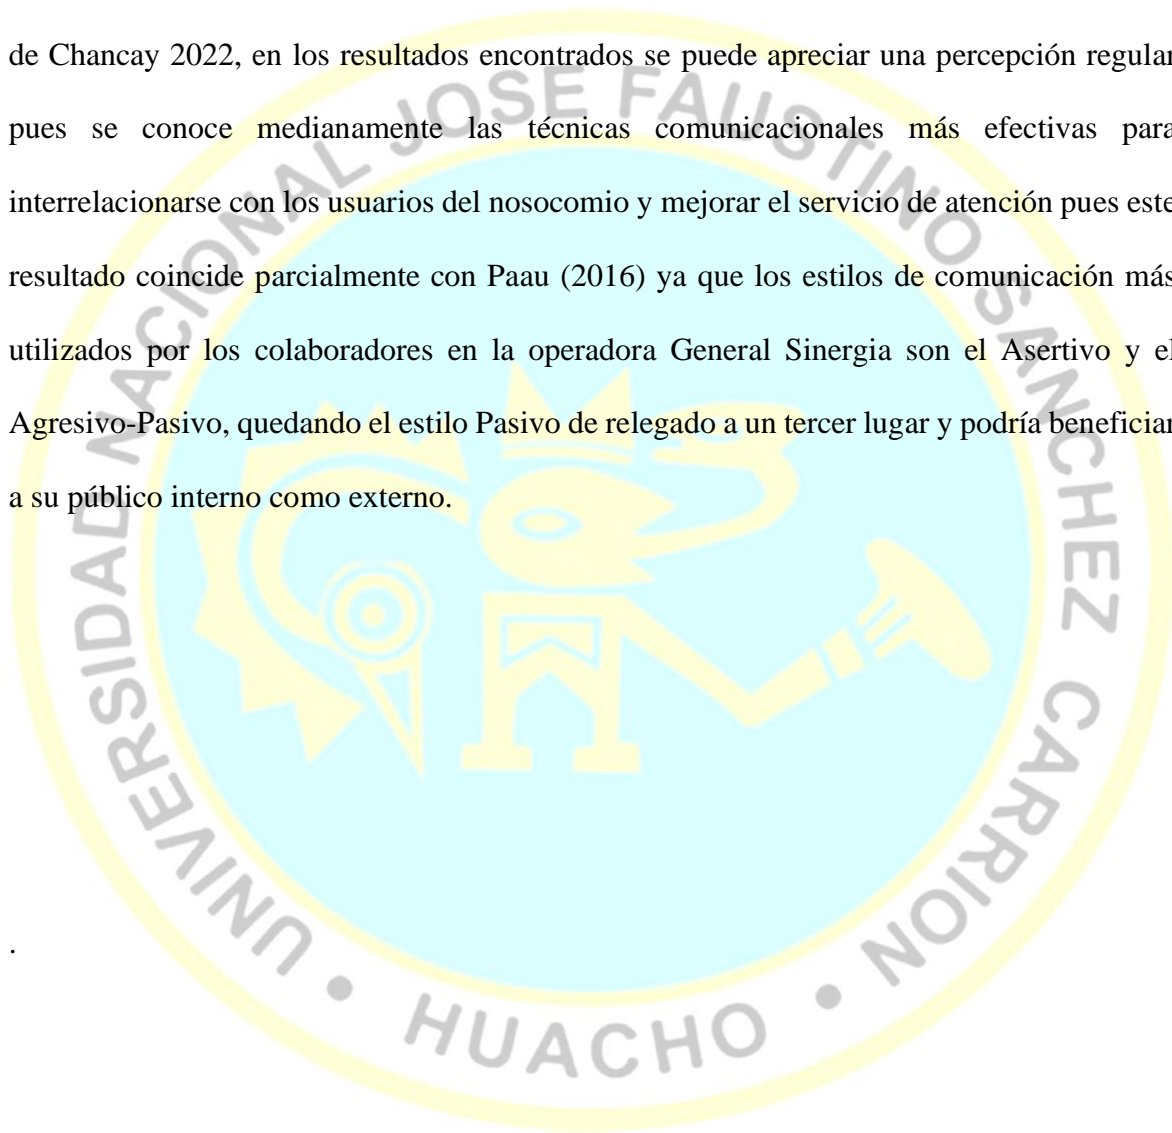 de Chancay 2022, en los resultados encontrados se puede apreciar una percepción regular
pues se conoce medianamente las técnicas comunicacionales más efectivas para
interrelacionarse con los usuarios del nosocomio y mejorar el servicio de atención pues este
resultado coincide parcialmente con Paau (2016) ya que los estilos de comunicación más
utilizados por los colaboradores en la operadora General Sinergia son el Asertivo y el
Agresivo-Pasivo, quedando el estilo Pasivo de relegado a un tercer lugar y podría beneficiar
a su público interno como externo.
.
UNIVERSIDAD NACIONAL JOSE FAUSTINO SANCHEZ CARRION • HUACHO •